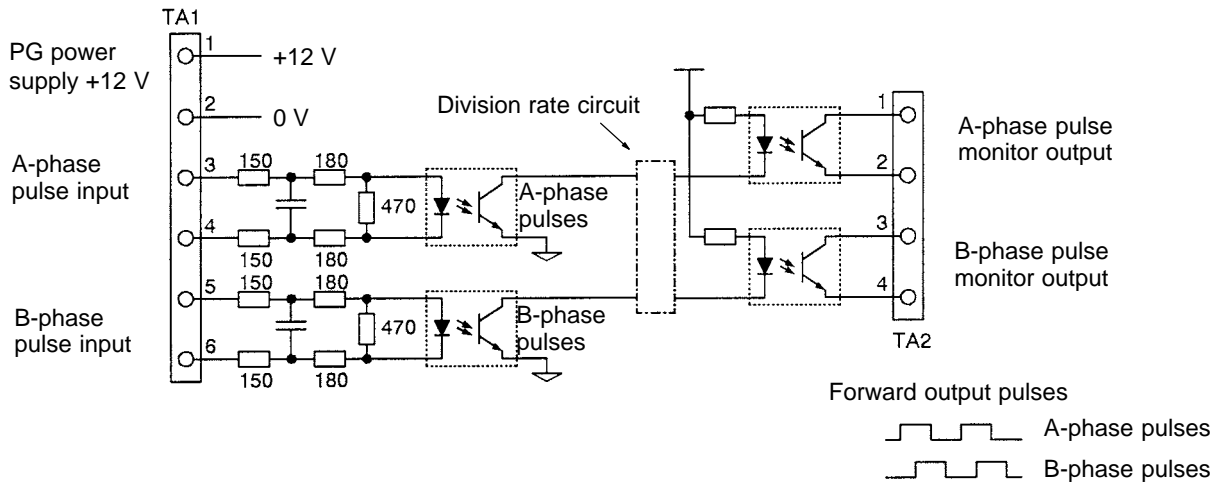 TA1
PG power
supply +12 V
1
+12 V
2
0 V
Division rate circuit
A-phase
pulse input
3
150
180
470
A-phase
pulses
4
150
180
5
150
180
B-phase
pulse input
470
B-phase
pulses
6
150
180
1
A-phase pulse
monitor output
2
3
B-phase pulse
monitor output
4
TA2
Forward output pulses
A-phase pulses
B-phase pulses